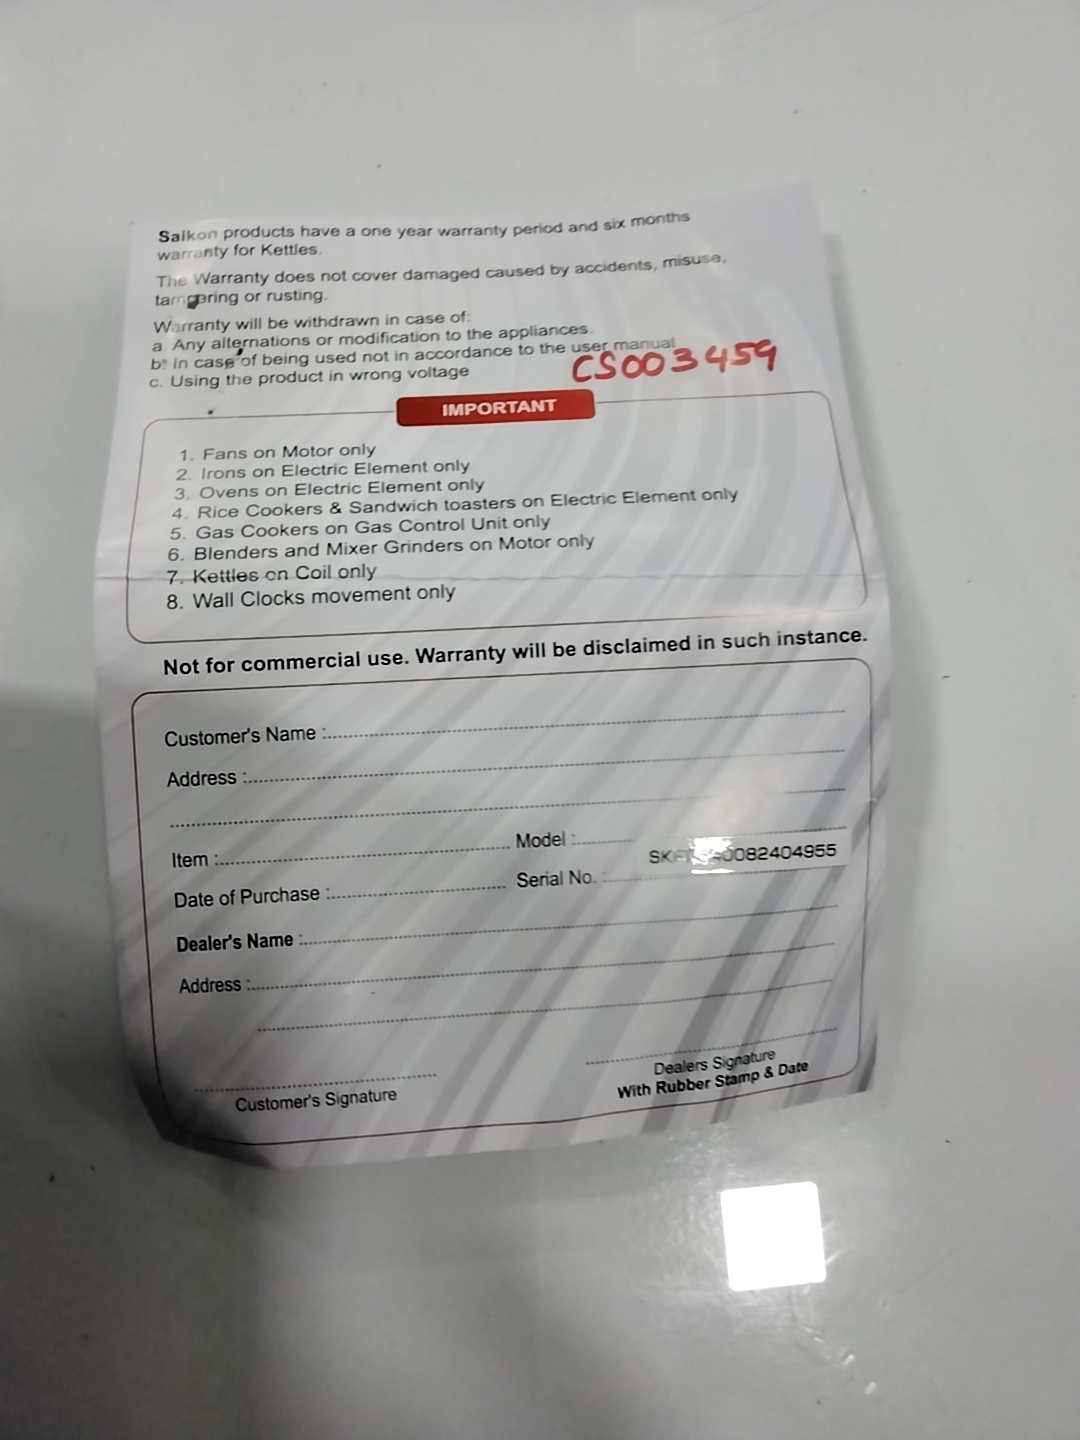 Saikon products have a one year warranty period and six months
warranty for Kettles.
The Warranty does not cover damaged caused by accidents, misuse,
tampering or rusting.
Warranty will be withdrawn in case of:
a. Any alternations or modification to the appliances.
b. In case of being used not in accordance to the user manual
c. Using the product in wrong voltage
CS003459
IMPORTANT
1. Fans on Motor only
2. Irons on Electric Element only
3. Ovens on Electric Element only
4. Rice Cookers & Sandwich toasters on Electric Element only
5. Gas Cookers on Gas Control Unit only
6. Blenders and Mixer Grinders on Motor only
7. Kettles on Coil only
8. Wall Clocks movement only
Not for commercial use. Warranty will be disclaimed in such instance.
Customer's Name :
Address :
Item : Model :
Date of Purchase : Serial No. :
Dealer's Name :
Address :
Dealers Signature
With Rubber Stamp & Date
Customer's Signature